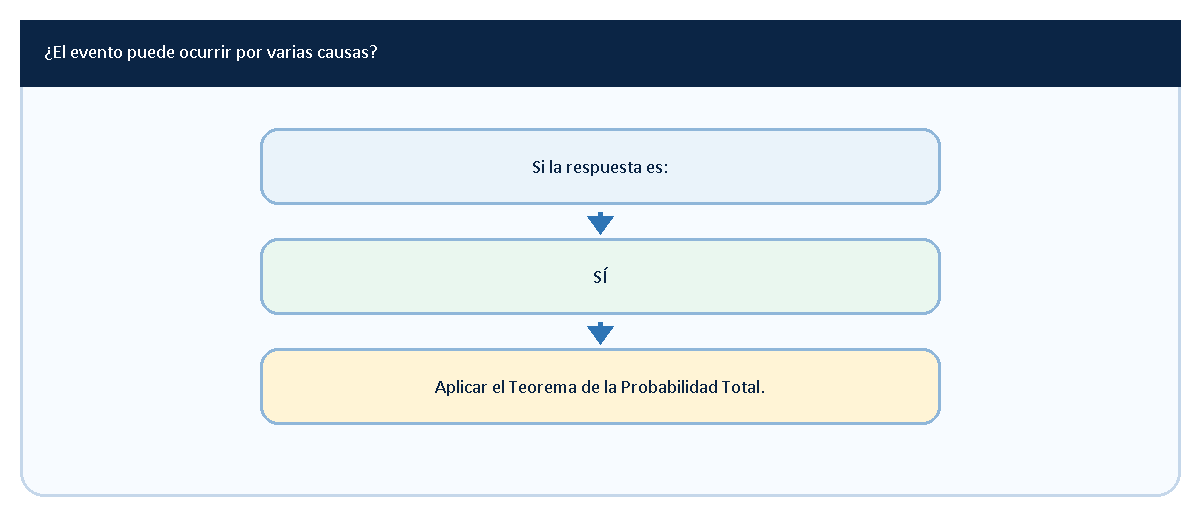 ¿El evento puede ocurrir por varias causas?
Si la respuesta es:
SÍ
Aplicar el Teorema de la Probabilidad Total.